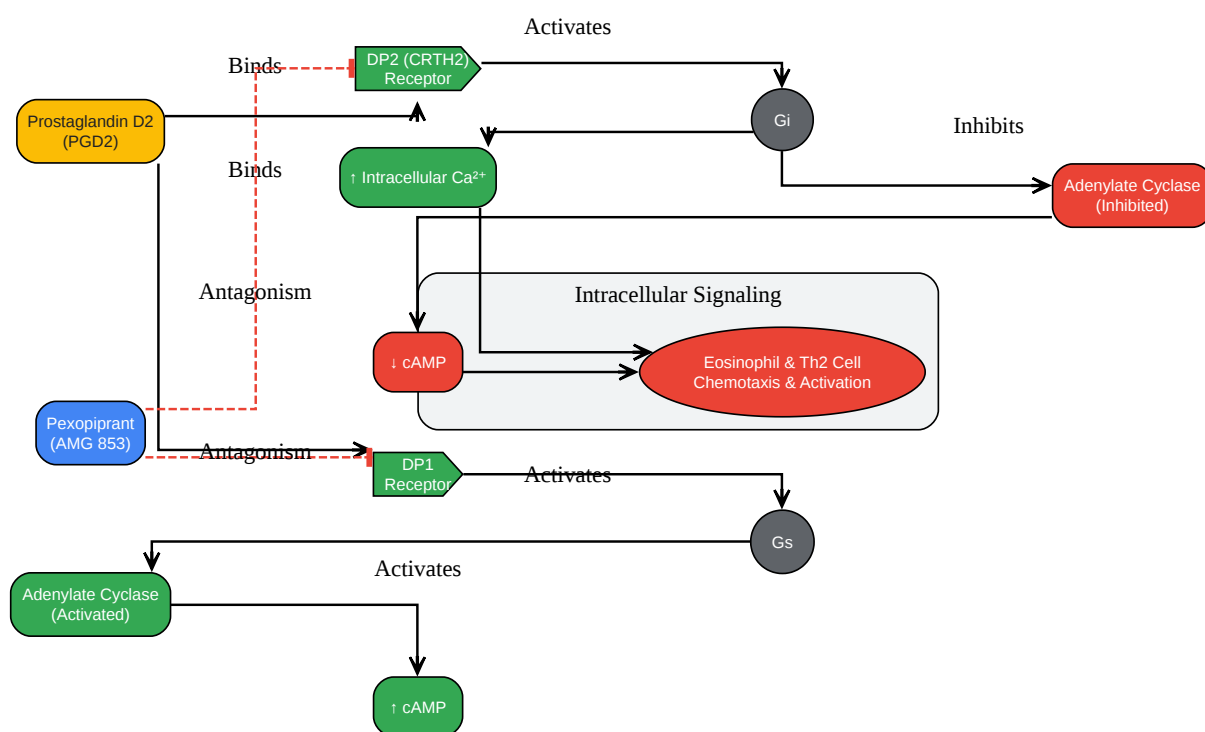 Activates
Binds
DP2 (CRTH2)
Receptor
Prostaglandin D2
(PGD2)
Gi
Inhibits
Binds
↑ Intracellular Ca²⁺
Adenylate Cyclase
(Inhibited)
Antagonism
Intracellular Signaling
↓ cAMP
Eosinophil & Th2 Cell
Chemotaxis & Activation
Pexopiprant
(AMG 853)
Antagonism
DP1
Receptor
Activates
Gs
Activates
Adenylate Cyclase
(Activated)
↑ cAMP